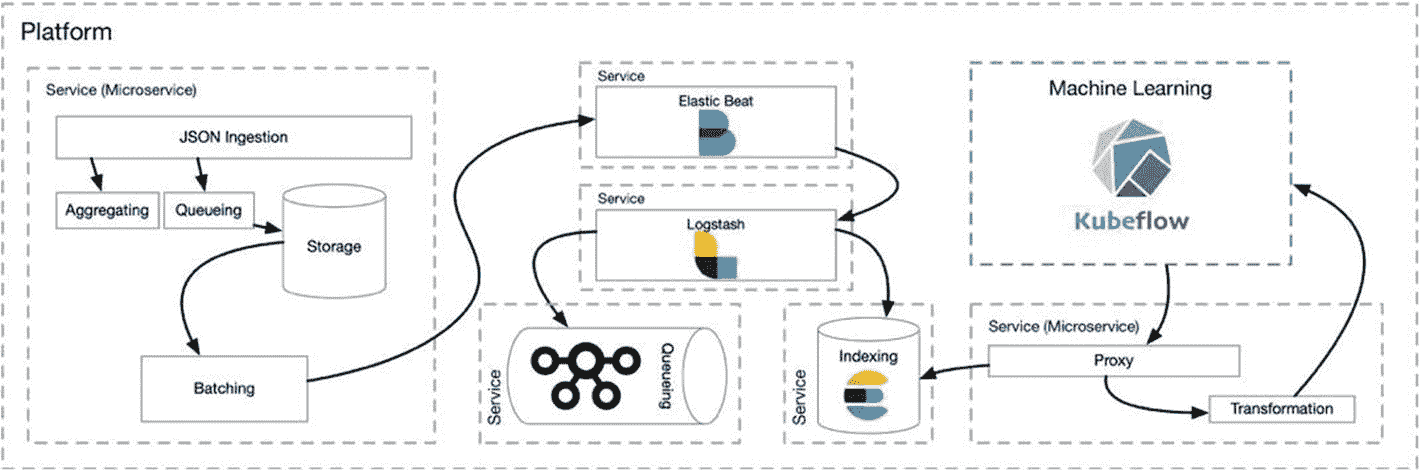 Platform
Service (Microservice)
JSON Ingestion
Aggregating
Queueing
Storage
Batching
Service
Elastic Beat
Service
Logstash
Service
Queueing
Service
Indexing
Machine Learning
Kubeflow
Service (Microservice)
Proxy
Transformation